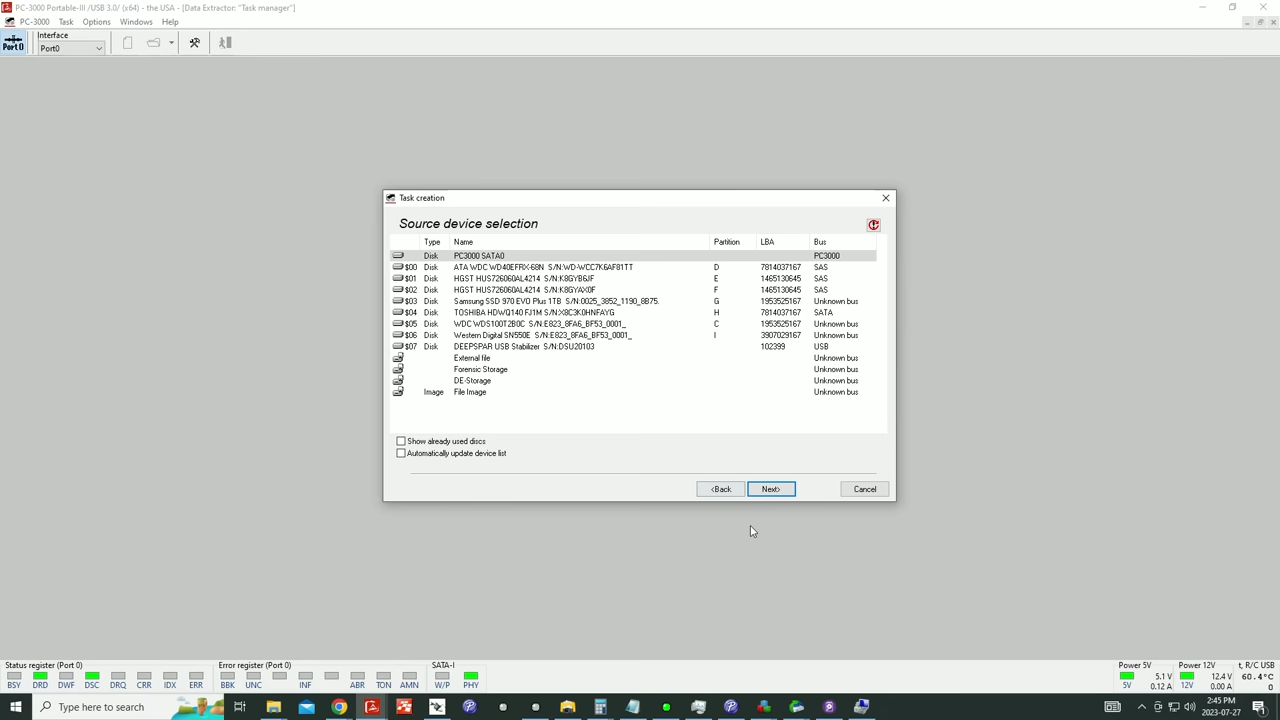 PC-3000 Portable-III /USB 3.0/ (x64) - the USA - [Data Extractor: "Task manager"]
PC-3000 Task Options Windows Help
Port 0 Interface
Port0
Task creation
Source device selection
Type Name Partition LBA Bus
Disk PC3000 SATA0 PC3000
$00 Disk ATA WDC WD40EFRX-68N S/N:WD-WCC7K6AF81TT D 7814037167 SAS
$01 Disk HGST HUS726060AL4214 S/N:K8GYB6JF E 1465130645 SAS
$02 Disk HGST HUS726060AL4214 S/N:K8GYAX0F F 1465130645 SAS
$03 Disk Samsung SSD 970 EVO Plus 1TB S/N:0025_3852_1190_8B75. G 1953525167 Unknown bus
$04 Disk TOSHIBA HDWQ140 FJ1M S/N:X8C3K0HNFAYG H 7814037167 SATA
$05 Disk WDC WDS100T2B0C S/N:E823_8FA6_BF53_0001_ C 1953525167 Unknown bus
$06 Disk Western Digital SN550E S/N:E823_8FA6_BF53_0001_ I 3907029167 Unknown bus
$07 Disk DEEPSPAR USB Stabilizer S/N:DSU20103 102399 USB
External file Unknown bus
Forensic Storage Unknown bus
DE-Storage Unknown bus
Image File Image Unknown bus
Show already used discs
Automatically update device list
<Back Next> Cancel
Status register (Port 0) Error register (Port 0) SATA-I Power 5V Power 12V t, R/C USB
5.1 V 12.4 V 60.4°C
BSY DRD DWF DSC DRQ CRR IDX ERR BBK UNC INF ABR TON AMN W/P PHY 5V 0.12 A 12V 0.00 A 0
Type here to search
2:45 PM
2023-07-27